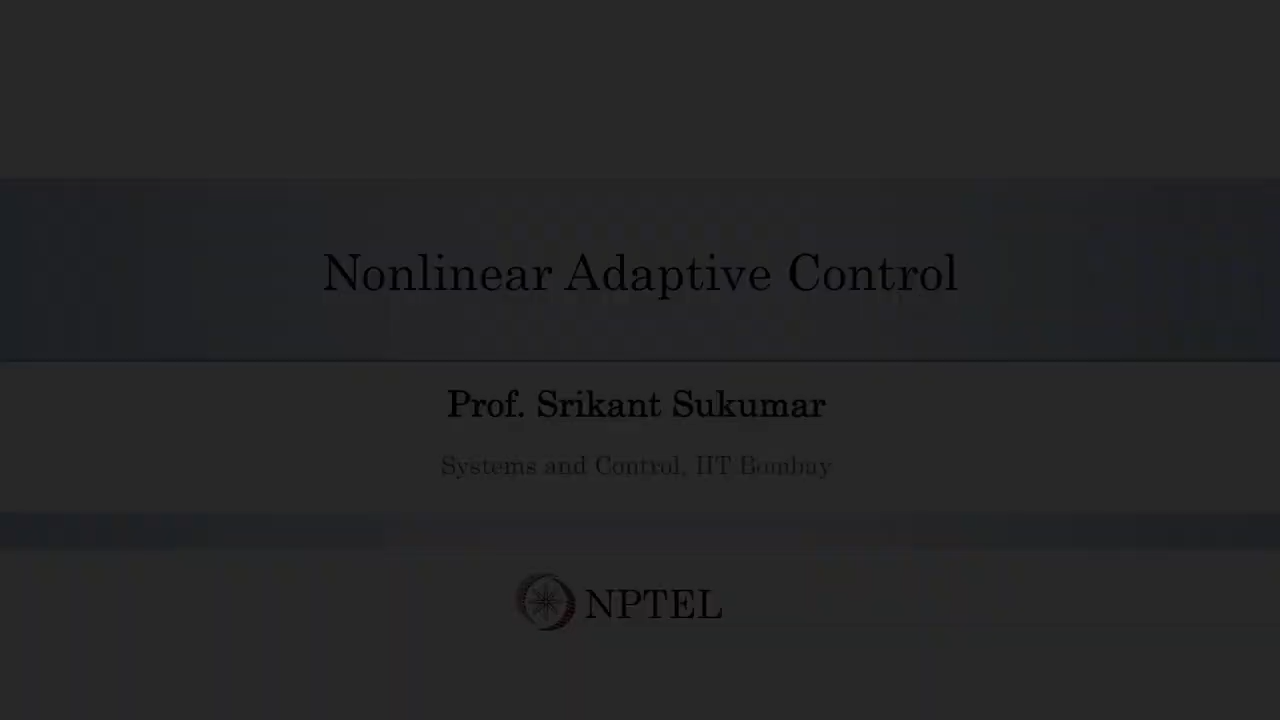 Nonlinear Adaptive Control
Prof. Srikant Sukumar
Systems and Control, IIT Bombay
NPTEL